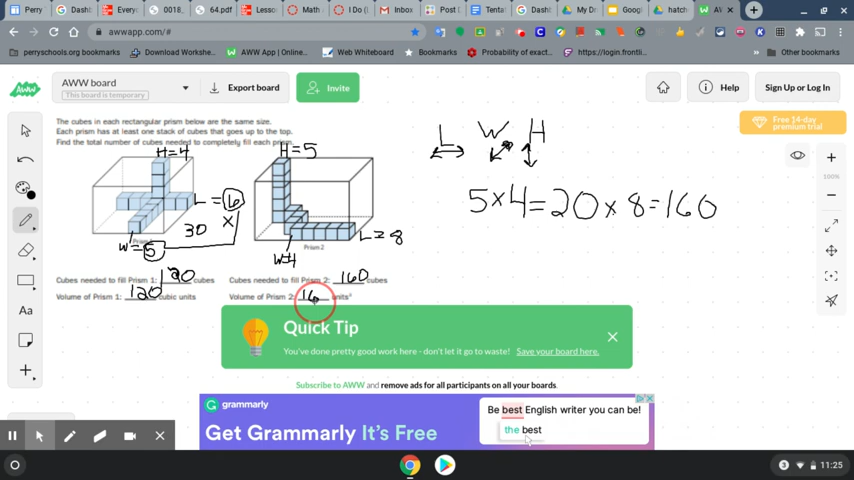 Perry
Dasht
0018.
64.pdf
Lesson
Math
I Do (I
Inbox
Post (
Tenta
Dasht
My Dr
Googl
hatch
AW
awwapp.com/#
perryschools.org bookmarks
Download Workshe...
AWW App | Online...
Web Whiteboard
Bookmarks
Probability of exact...
https://login.frontli...
Other bookmarks
AWW
AWW board
This board is temporary
Export board
Invite
Help
Sign Up or Log In
Free 14-day
premium trial
100%
Aa
The cubes in each rectangular prism below are the same size.
Each prism has at least one stack of cubes that goes up to the top.
Find the total number of cubes needed to completely fill each prism.
H=4
L = 6
X
30
W= 5
H=5
L = 8
W=4
Prism 2
L W H
5x4=20x8=160
Cubes needed to fill Prism 1: 120 cubes
Volume of Prism 1: 120 cubic units
Cubes needed to fill Prism 2: 160 cubes
Volume of Prism 2: 16 units³
Quick Tip
You've done pretty good work here - don't let it go to waste! Save your board here.
Subscribe to AWW and remove ads for all participants on all your boards.
grammarly
Get Grammarly It's Free
Be best English writer you can be!
the best
3
11:25